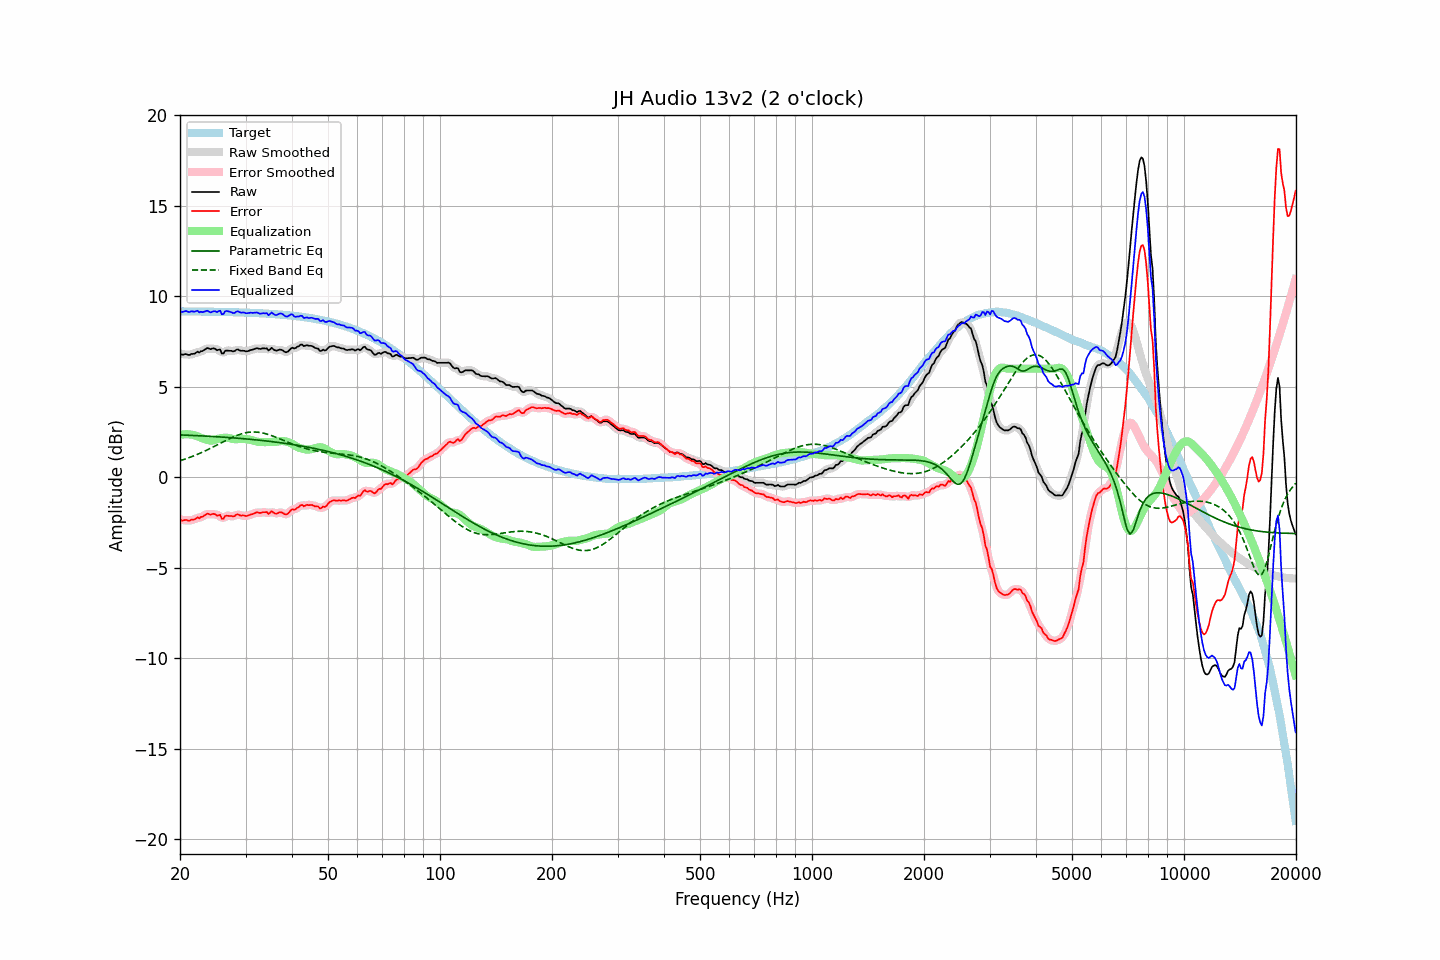 JH Audio 13v2 (2 o'clock)
Amplitude (dBr)
20
15
10
5
0
−5
−10
−15
−20
Target
Raw Smoothed
Error Smoothed
Raw
Error
Equalization
Parametric Eq
Fixed Band Eq
Equalized
20 50 100 200 500 1000 2000 5000 10000 20000
Frequency (Hz)